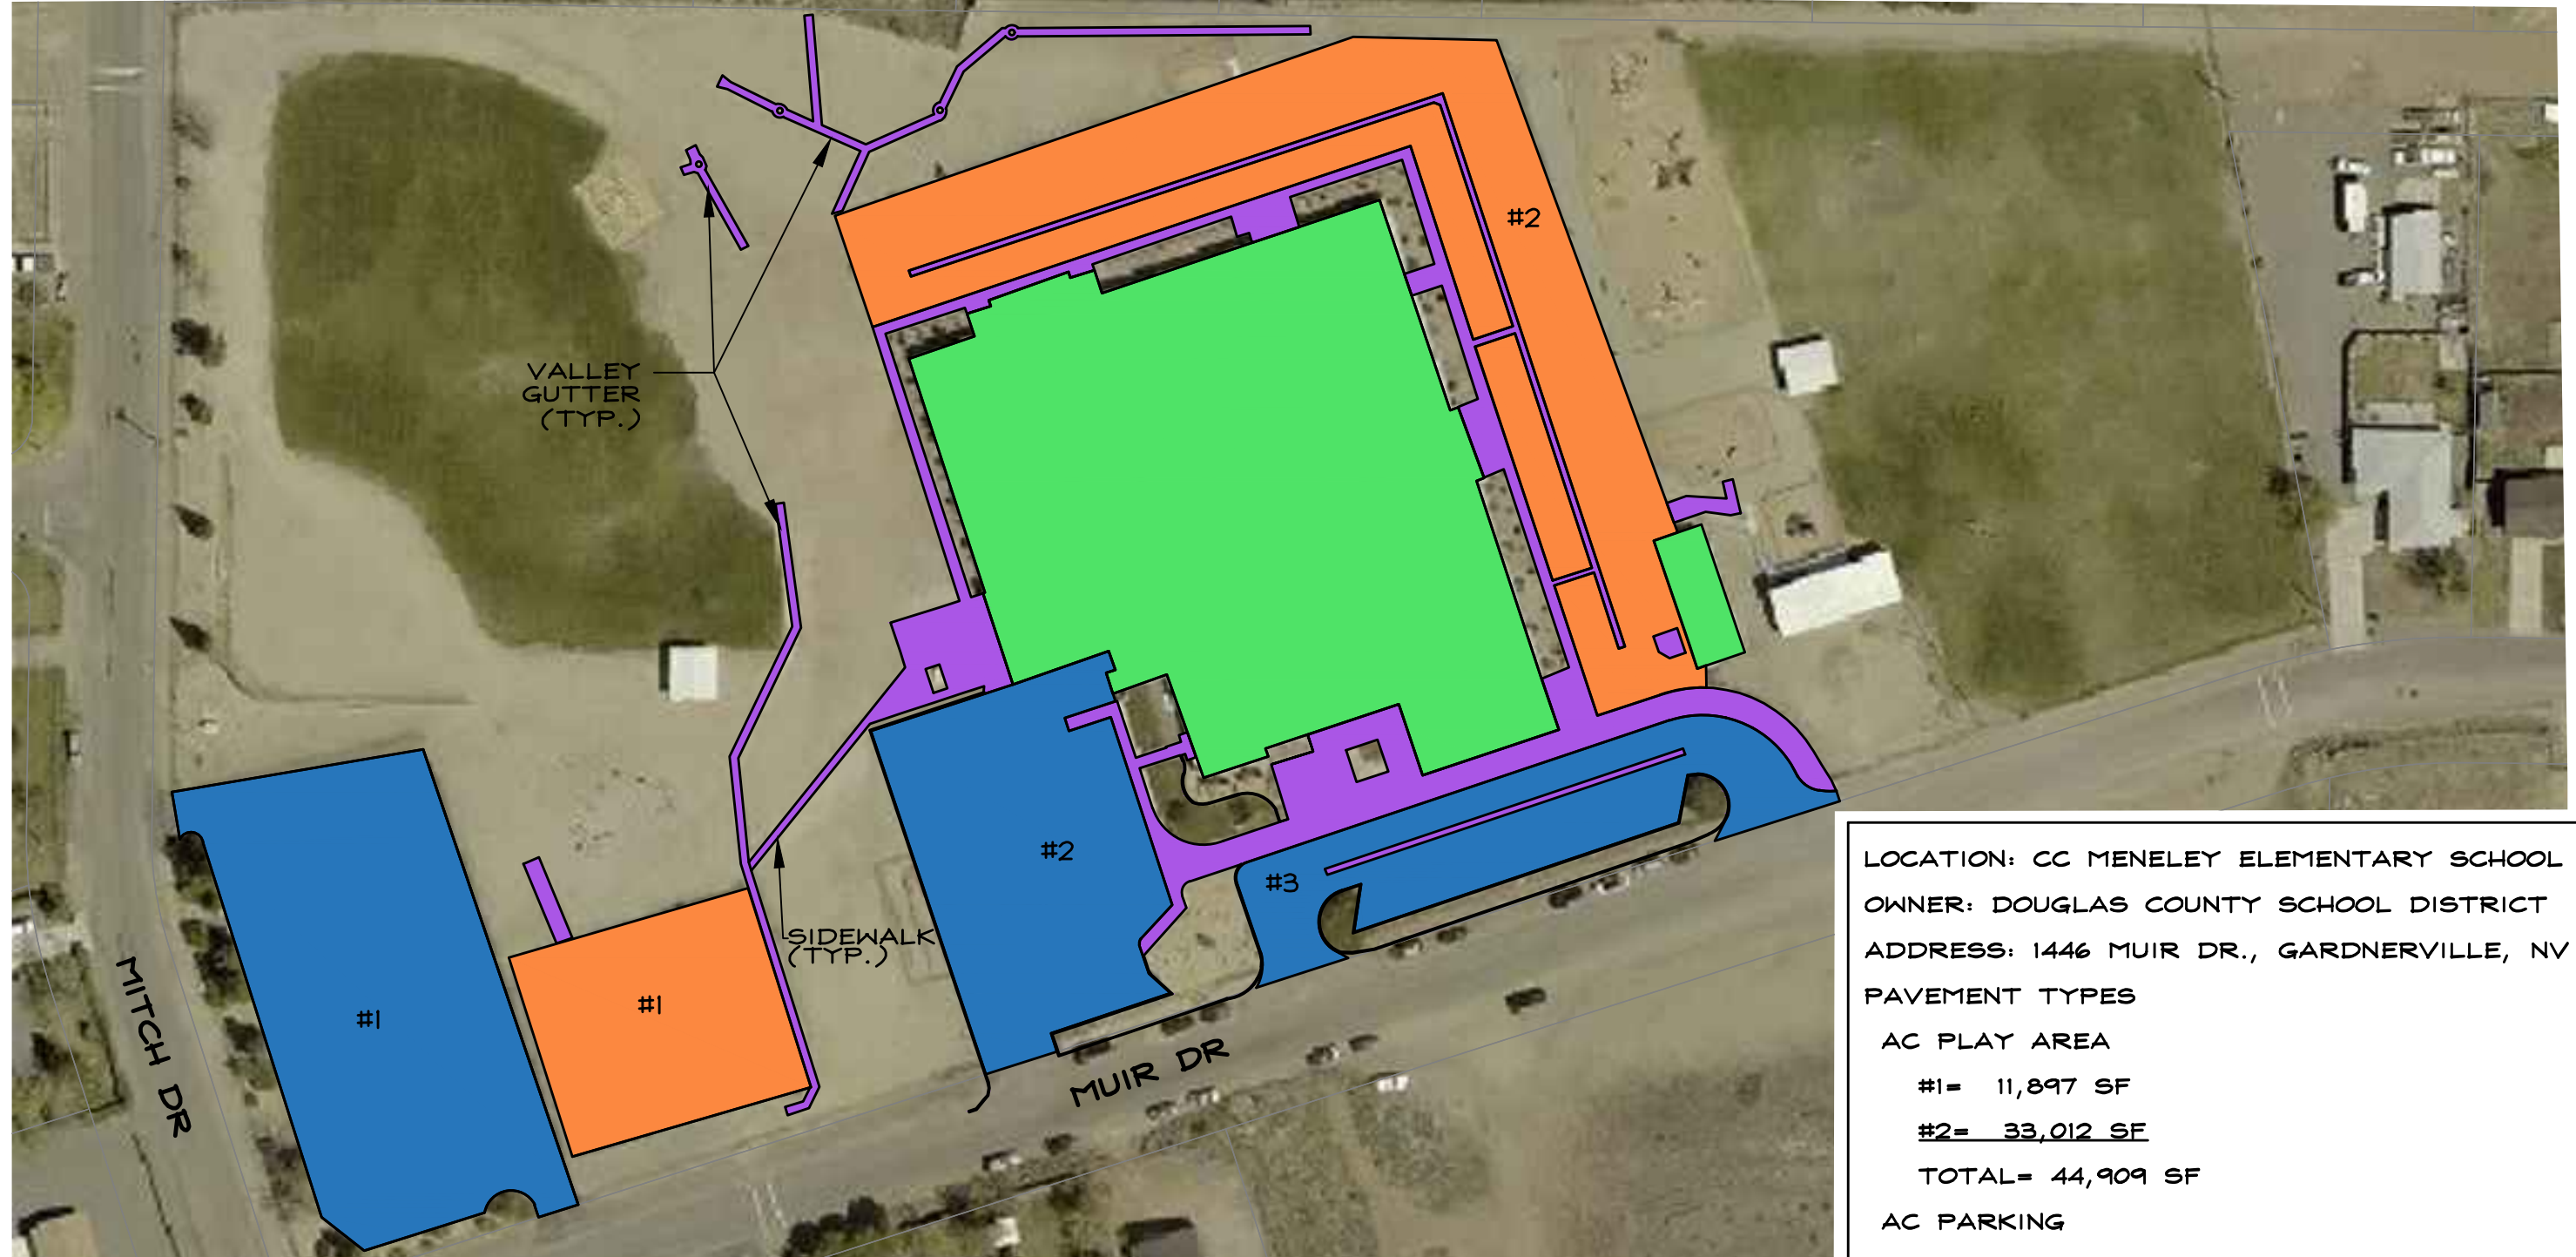 #2
VALLEY
GUTTER
(TYP.)
#2
#3
SIDEWALK
(TYP.)
#1
#1
MITCH DR
MUIR DR
LOCATION: CC MENELEY ELEMENTARY SCHOOL
OWNER: DOUGLAS COUNTY SCHOOL DISTRICT
ADDRESS: 1446 MUIR DR., GARDNERVILLE, NV
PAVEMENT TYPES
AC PLAY AREA
#1= 11,897 SF
#2= 33,012 SF
TOTAL= 44,909 SF
AC PARKING